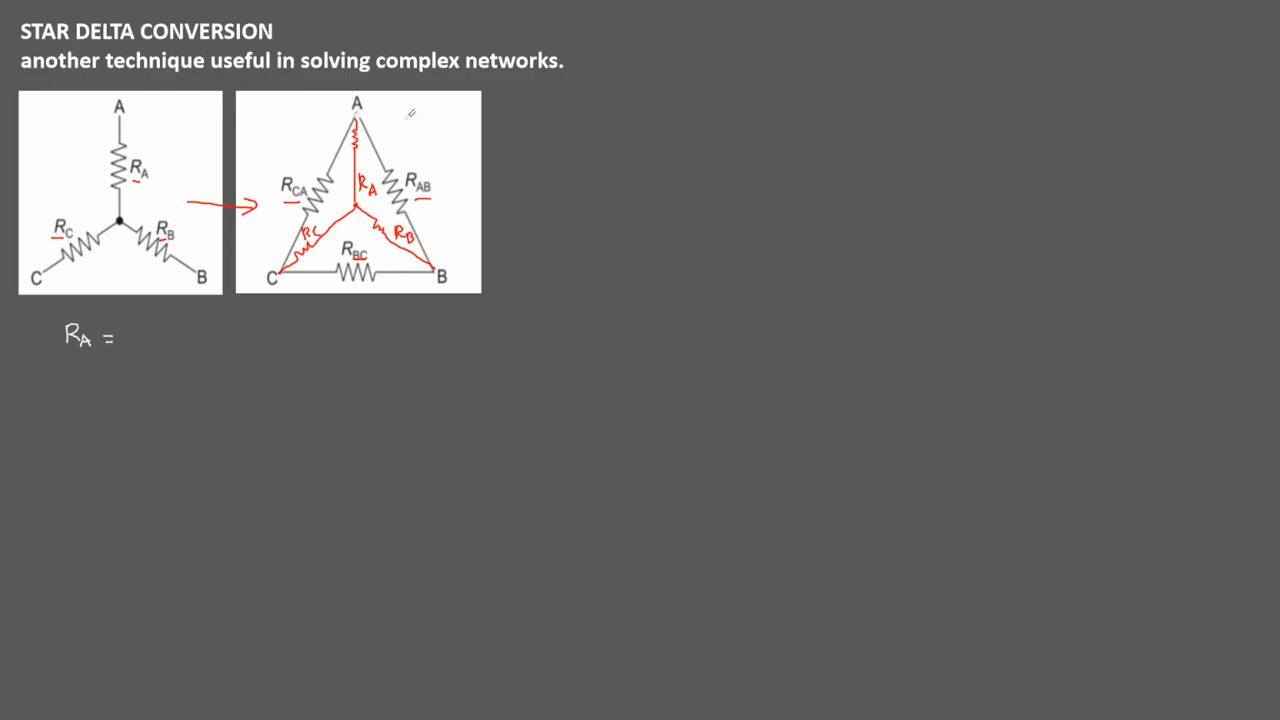 STAR DELTA CONVERSION
another technique useful in solving complex networks.
A
RA
RC
RB
C
B
A
RCA
RA
RAB
RC
RB
RBC
C
B
RA =